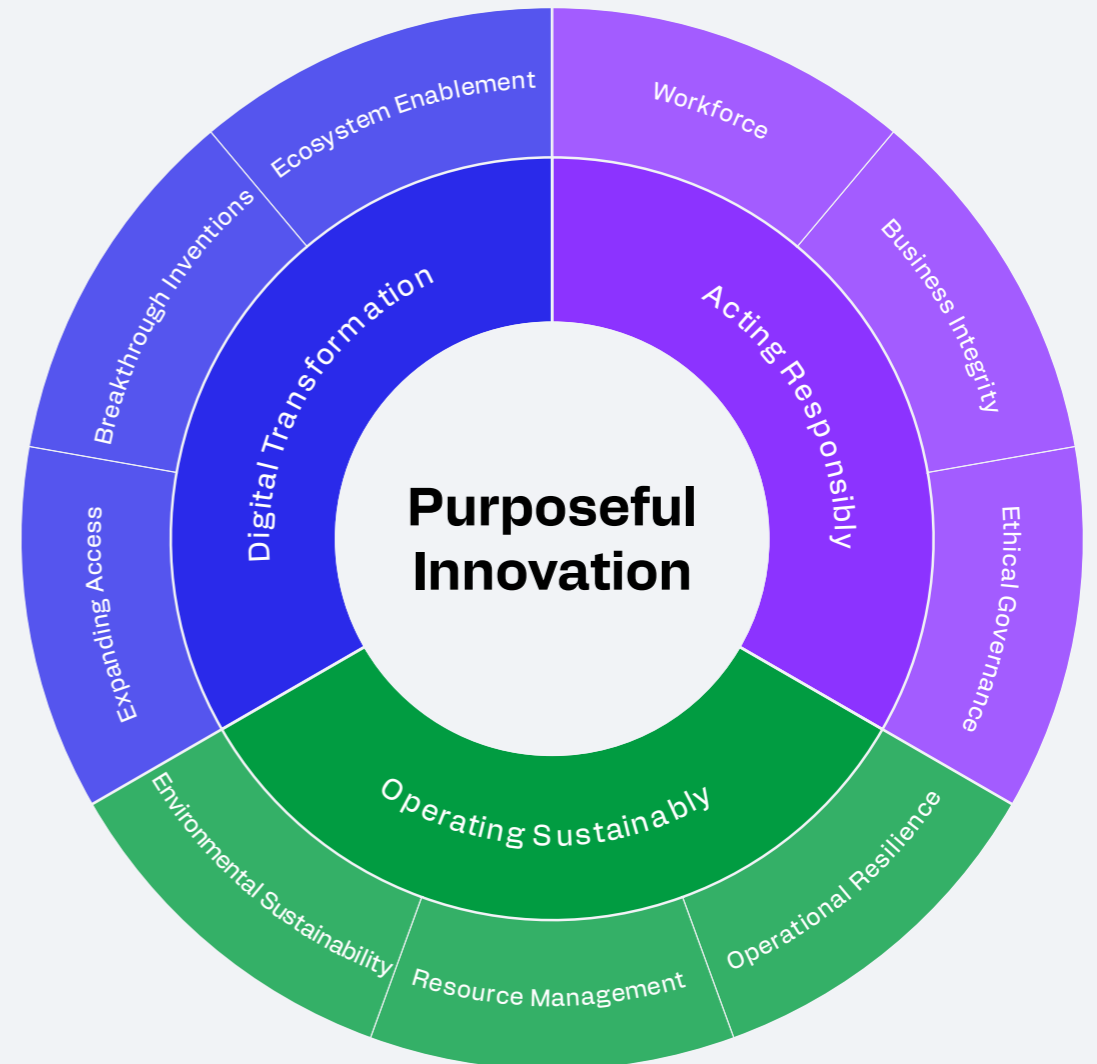 Purposeful
Innovation
Digital Transformation
Ecosystem Enablement
Breakthrough Inventions
Expanding Access
Acting Responsibly
Workforce
Business Integrity
Ethical Governance
Operating Sustainably
Environmental Sustainability
Resource Management
Operational Resilience